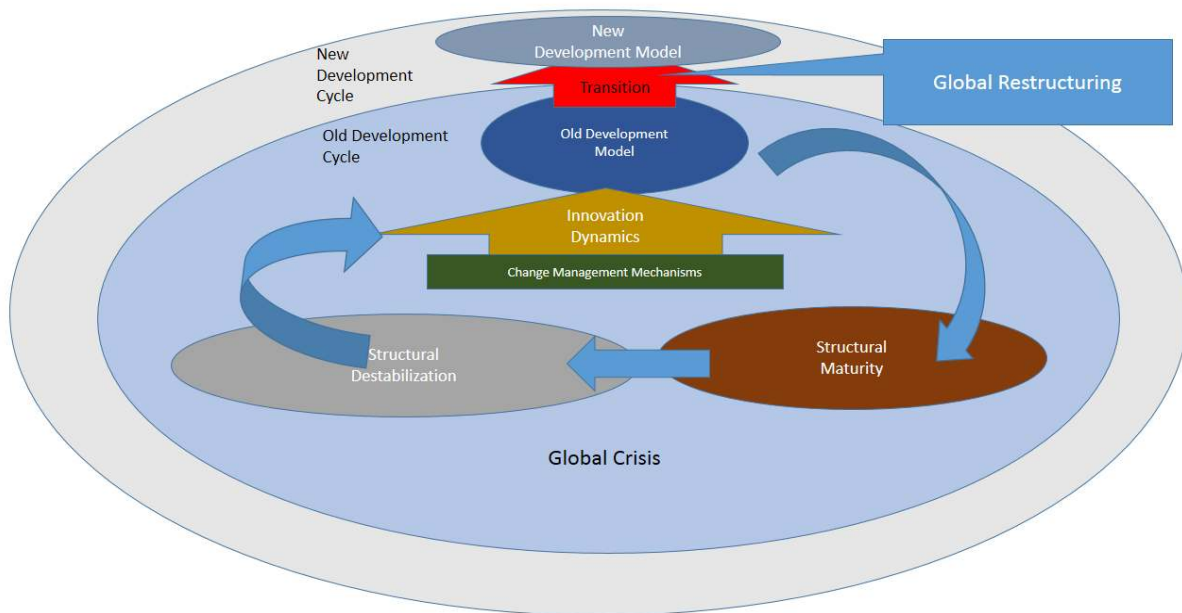 New
Development Model
New
Development
Cycle
Transition
Global Restructuring
Old Development
Cycle
Old Development
Model
Innovation
Dynamics
Change Management Mechanisms
Structural
Destabilization
Structural
Maturity
Global Crisis